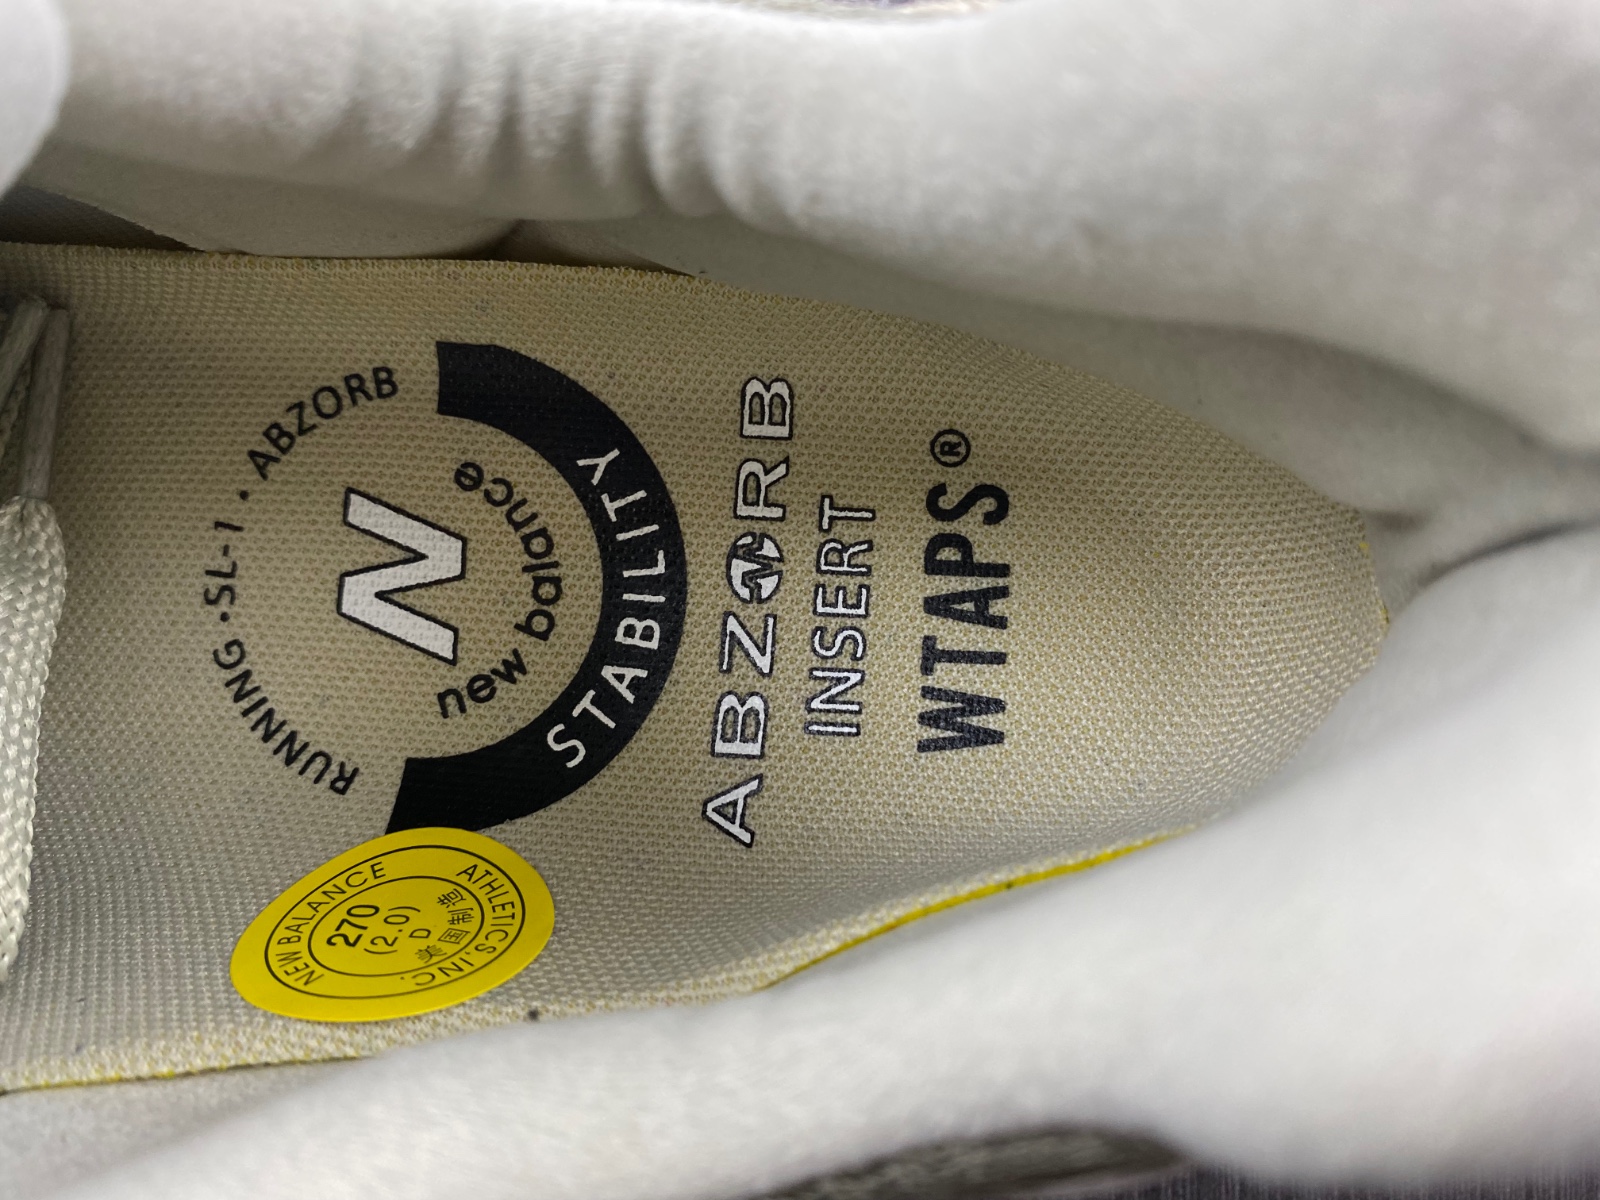 RUNNING · SL-1 · ABZORB
N
new balance
STABILITY
ABZORB
INSERT
WTAPS®
NEW BALANCE
ATHLETICS, INC.
270
(2.0)
D
美国制造